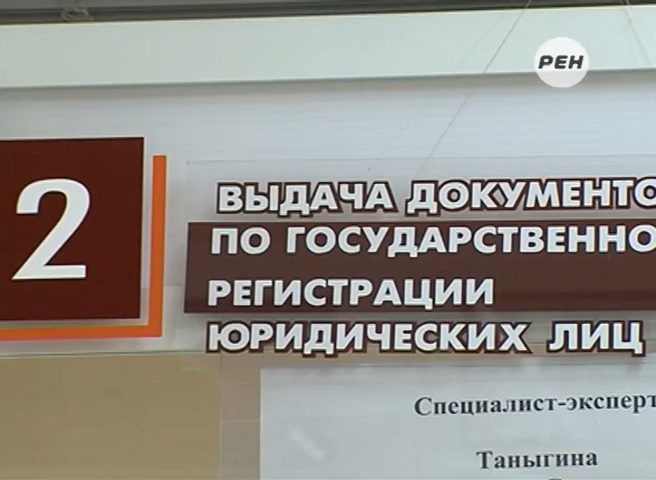 РЕН
2
ВЫДАЧА ДОКУМЕНТО
ПО ГОСУДАРСТВЕННО
РЕГИСТРАЦИИ
ЮРИДИЧЕСКИХ ЛИЦ
Специалист-эксперт
Таныгина